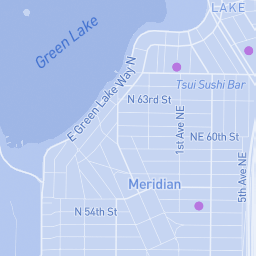 LAKE
Green Lake
E Green Lake Way N
Tsui Sushi Bar
N 63rd St
1st Ave NE
NE 60th St
Meridian
5th Ave NE
N 54th St